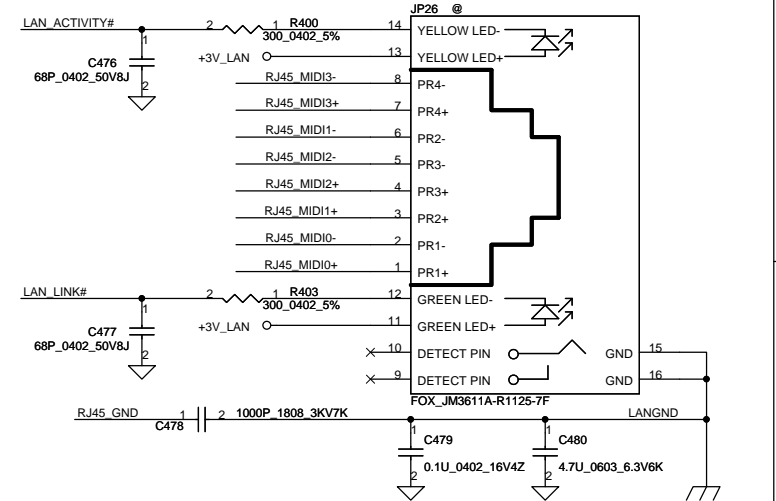 JP26 @
LAN_ACTIVITY# 2 1 R400 14 YELLOW LED-
300_0402_5%
1
C476
68P_0402_50V8J
2
+3V_LAN 13 YELLOW LED+
RJ45_MIDI3- 8 PR4-
RJ45_MIDI3+ 7 PR4+
RJ45_MIDI1- 6 PR2-
RJ45_MIDI2- 5 PR3-
RJ45_MIDI2+ 4 PR3+
RJ45_MIDI1+ 3 PR2+
RJ45_MIDI0- 2 PR1-
RJ45_MIDI0+ 1 PR1+
LAN_LINK# 2 1 R403 12 GREEN LED-
300_0402_5%
1
C477
68P_0402_50V8J
2
+3V_LAN 11 GREEN LED+
10 DETECT PIN GND 15
9 DETECT PIN GND 16
FOX_JM3611A-R1125-7F
RJ45_GND 1 2 1000P_1808_3KV7K LANGND
C478
1
C479
0.1U_0402_16V4Z
2
1
C480
4.7U_0603_6.3V6K
2